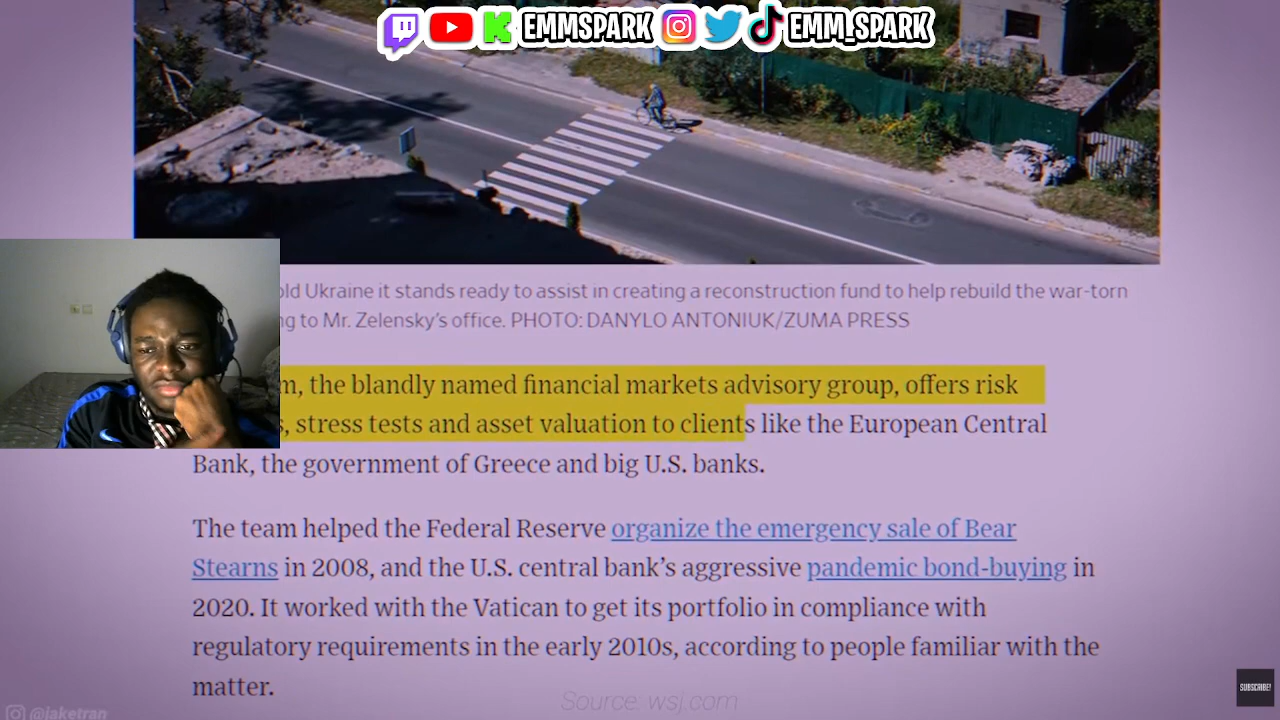 EMMSPARK EMM_SPARK
old Ukraine it stands ready to assist in creating a reconstruction fund to help rebuild the war-torn
to Mr. Zelensky's office. PHOTO: DANYLO ANTONIUK/ZUMA PRESS
the blandly named financial markets advisory group, offers risk
stress tests and asset valuation to clients like the European Central
Bank, the government of Greece and big U.S. banks.
The team helped the Federal Reserve organize the emergency sale of Bear
Stearns in 2008, and the U.S. central bank's aggressive pandemic bond-buying in
2020. It worked with the Vatican to get its portfolio in compliance with
regulatory requirements in the early 2010s, according to people familiar with the
matter.
Source: wsj.com
SUBSCRIBE!
@jaketran